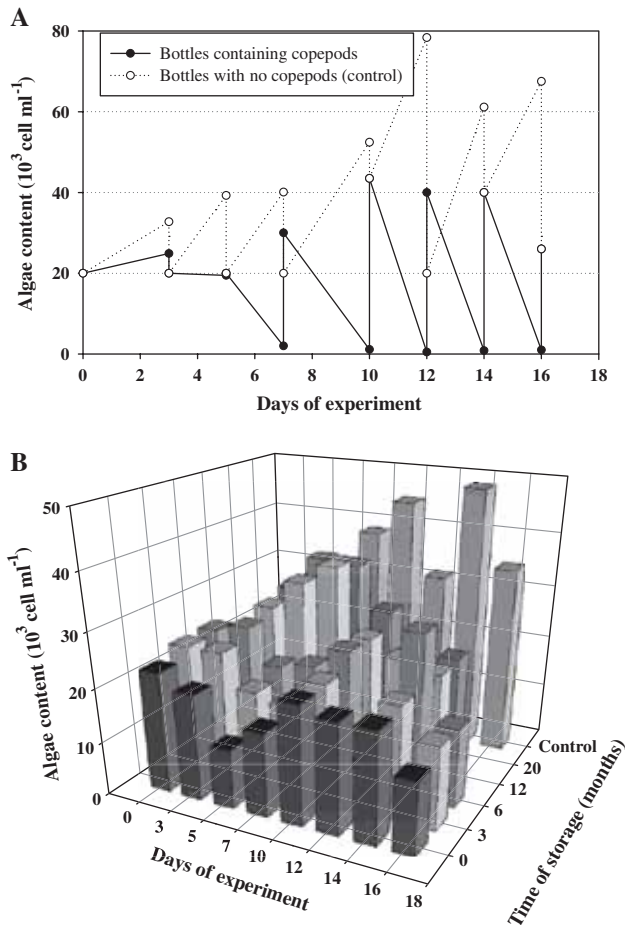 A
80
60
40
20
0
Algae content (10³ cell ml⁻¹)
Bottles containing copepods
Bottles with no copepods (control)
0 2 4 6 8 10 12 14 16 18
Days of experiment
B
50
40
30
20
10
0
Algae content (10³ cell ml⁻¹)
0 3 5 7 10 12 14 16 18
Days of experiment
Control
20
12
6
3
0
Time of storage (months)